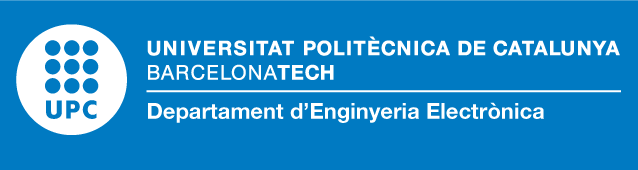 UPC
UNIVERSITAT POLITÈCNICA DE CATALUNYA
BARCELONATECH
Departament d'Enginyeria Electrònica